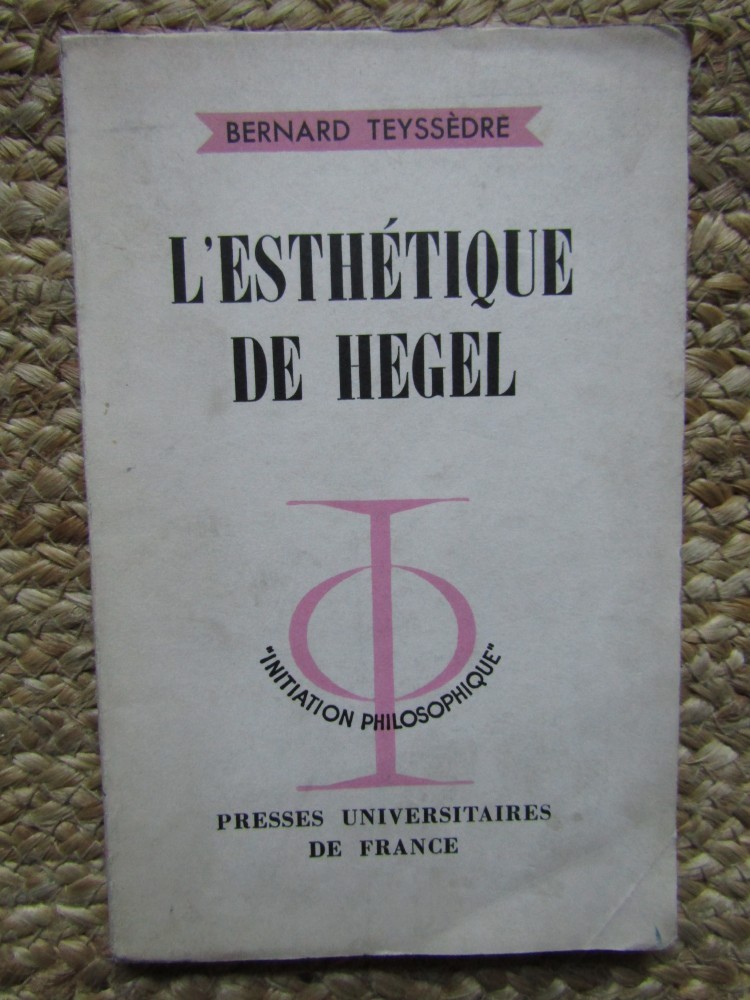 BERNARD TEYSSÈDRE
L'ESTHÉTIQUE
DE HEGEL
"INITIATION PHILOSOPHIQUE"
PRESSES UNIVERSITAIRES
DE FRANCE